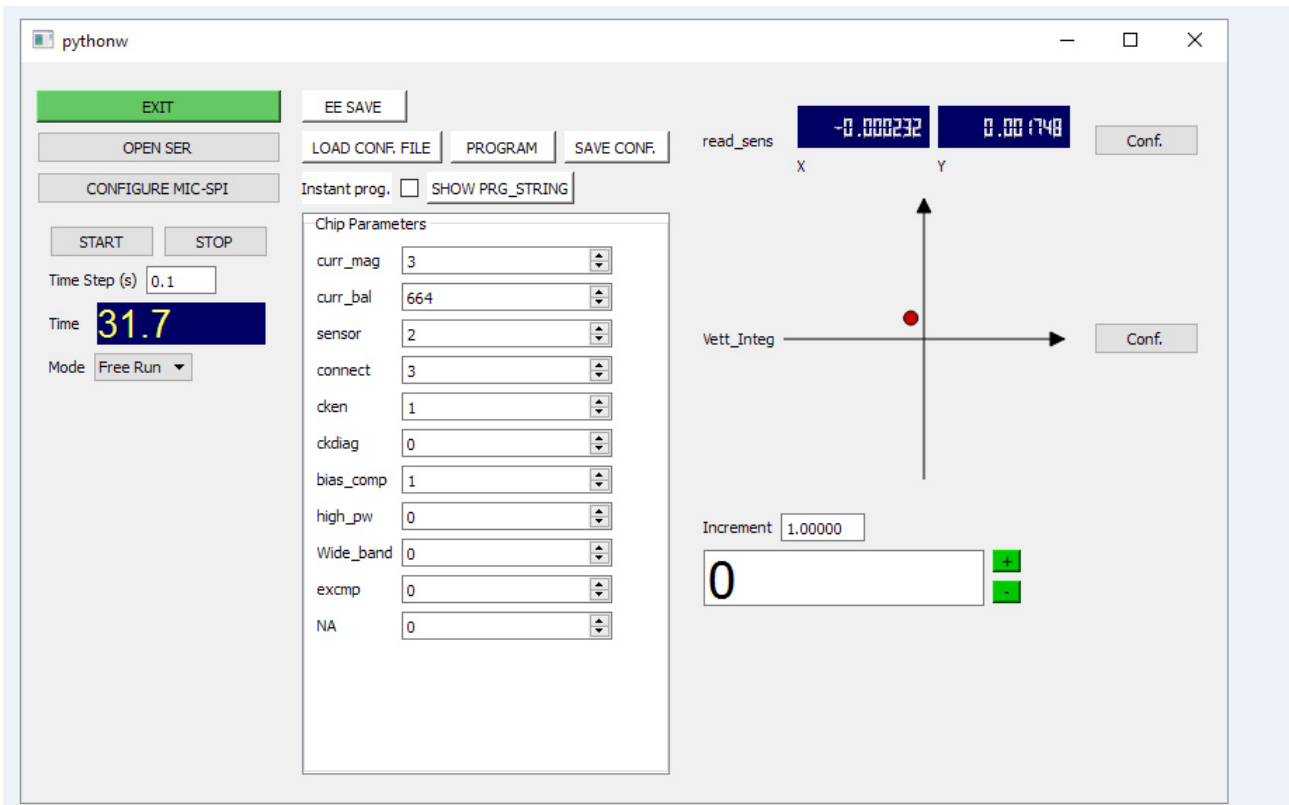 pythonw
EXIT
OPEN SER
CONFIGURE MIC-SPI
START STOP
Time Step (s) 0.1
Time 31.7
Mode Free Run
EE SAVE
LOAD CONF. FILE PROGRAM SAVE CONF.
Instant prog. SHOW PRG_STRING
Chip Parameters
curr_mag 3
curr_bal 664
sensor 2
connect 3
cken 1
ckdiag 0
bias_comp 1
high_pw 0
Wide_band 0
excmp 0
NA 0
read_sens -0.000232 0.001748 Conf.
X Y
Vett_Integ Conf.
Increment 1.00000
0
+
-